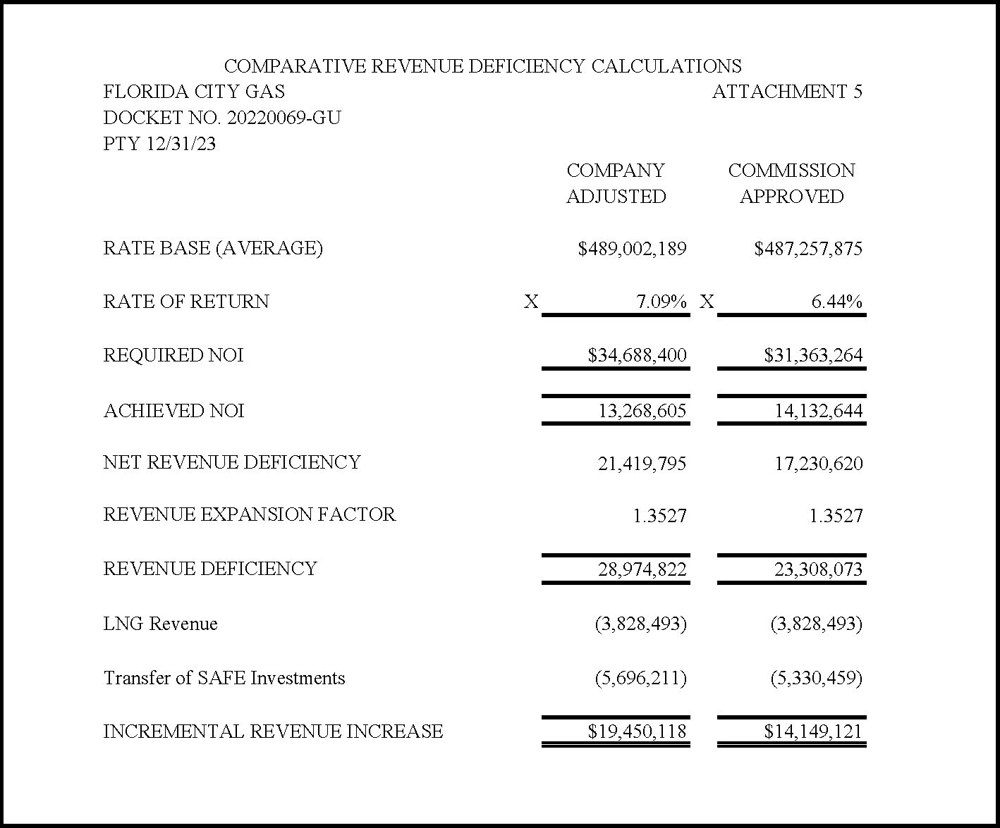 COMPARATIVE REVENUE DEFICIENCY CALCULATIONS
FLORIDA CITY GAS ATTACHMENT 5
DOCKET NO. 20220069-GU
PTY 12/31/23
COMPANY COMMISSION
ADJUSTED APPROVED
RATE BASE (AVERAGE) $489,002,189 $487,257,875
RATE OF RETURN X 7.09% X 6.44%
REQUIRED NOI $34,688,400 $31,363,264
ACHIEVED NOI 13,268,605 14,132,644
NET REVENUE DEFICIENCY 21,419,795 17,230,620
REVENUE EXPANSION FACTOR 1.3527 1.3527
REVENUE DEFICIENCY 28,974,822 23,308,073
LNG Revenue (3,828,493) (3,828,493)
Transfer of SAFE Investments (5,696,211) (5,330,459)
INCREMENTAL REVENUE INCREASE $19,450,118 $14,149,121